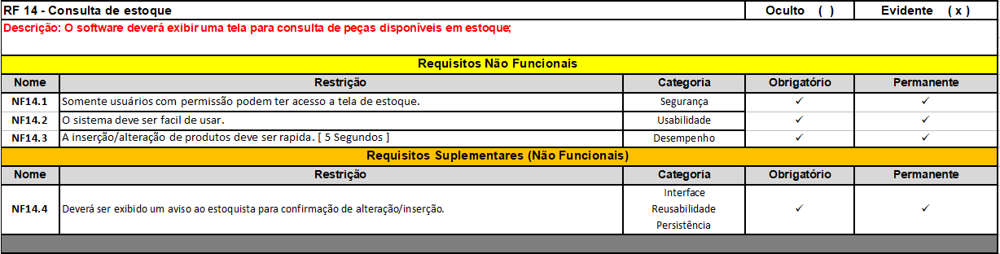 RF 14 - Consulta de estoque Oculto ( ) Evidente ( x )
Descrição: O software deverá exibir uma tela para consulta de peças disponíveis em estoque;
Requisitos Não Funcionais
Nome Restrição Categoria Obrigatório Permanente
NF14.1 Somente usuários com permissão podem ter acesso a tela de estoque. Segurança ✓ ✓
NF14.2 O sistema deve ser facil de usar. Usabilidade ✓ ✓
NF14.3 A inserção/alteração de produtos deve ser rapida. [ 5 Segundos ] Desempenho ✓ ✓
Requisitos Suplementares (Não Funcionais)
Nome Restrição Categoria Obrigatório Permanente
NF14.4 Deverá ser exibido um aviso ao estoquista para confirmação de alteração/inserção. Interface
Reusabilidade ✓ ✓
Persistência